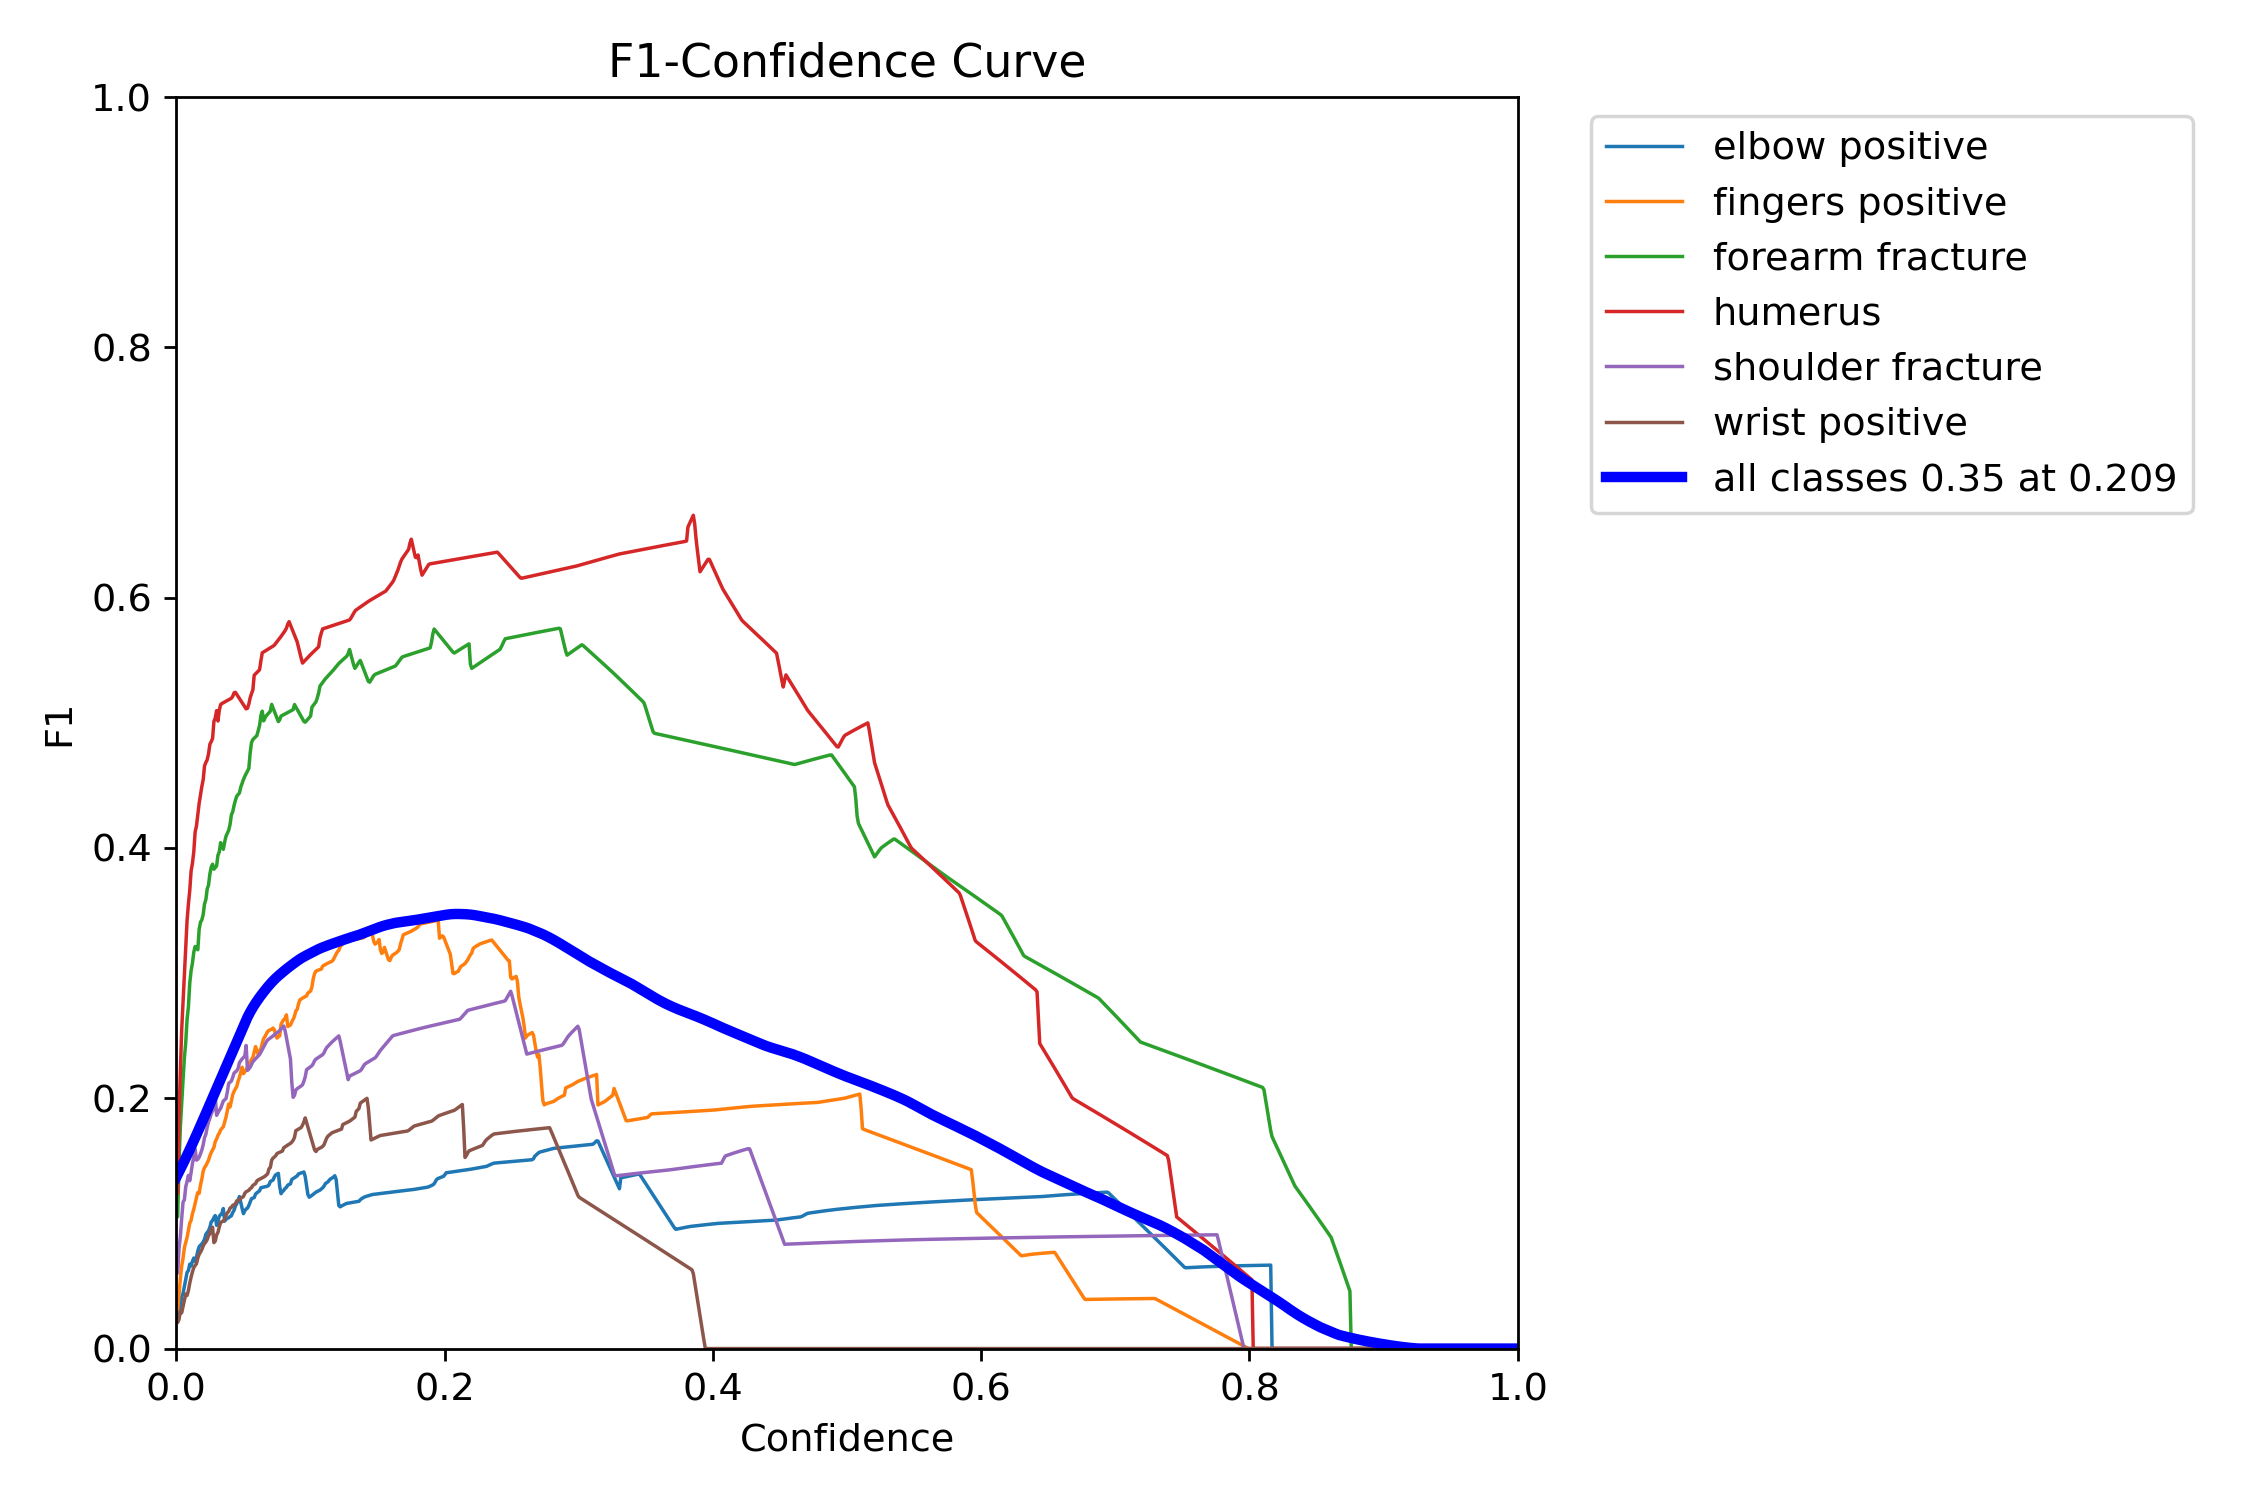 F1-Confidence Curve
1.0
0.8
0.6
0.4
0.2
0.0
F1
0.0 0.2 0.4 0.6 0.8 1.0
Confidence
elbow positive
fingers positive
forearm fracture
humerus
shoulder fracture
wrist positive
all classes 0.35 at 0.209